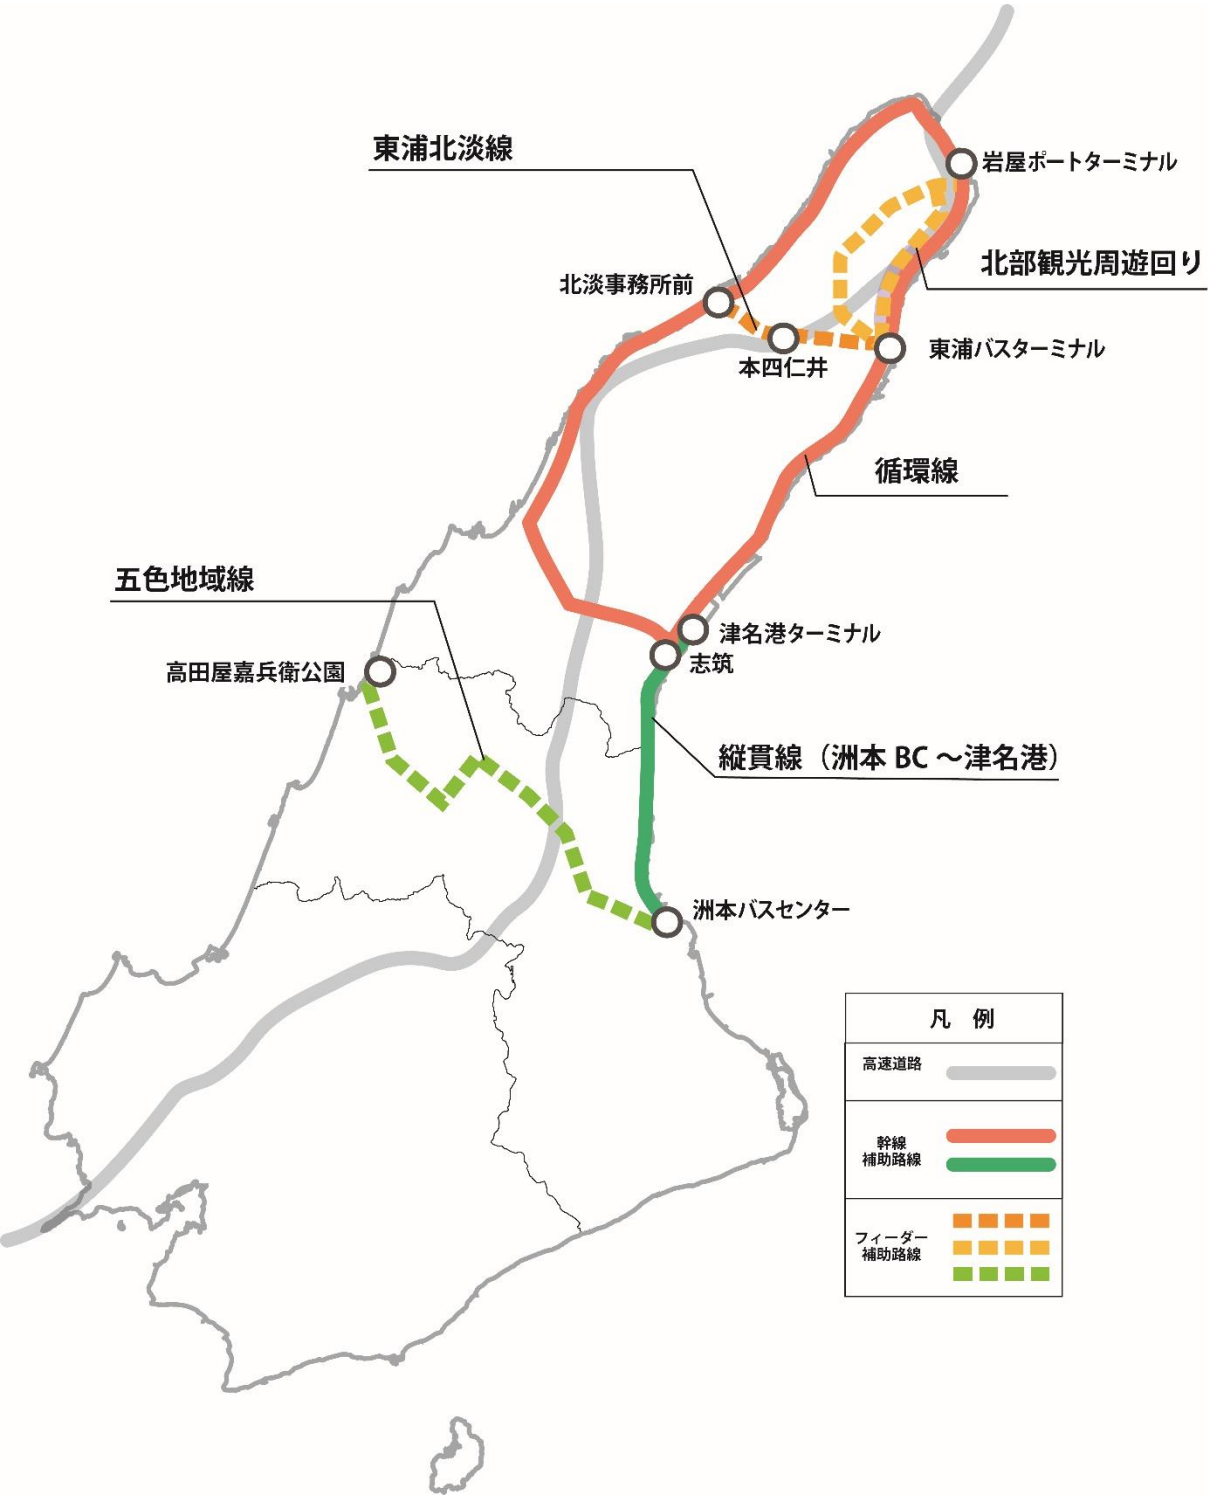 東浦北淡線
岩屋ポートターミナル
北部観光周遊回り
北淡事務所前
本四仁井
東浦バスターミナル
循環線
五色地域線
津名港ターミナル
志筑
高田屋嘉兵衛公園
縦貫線（洲本 BC ～津名港）
洲本バスセンター
凡 例
高速道路
幹線
補助路線
フィーダー
補助路線